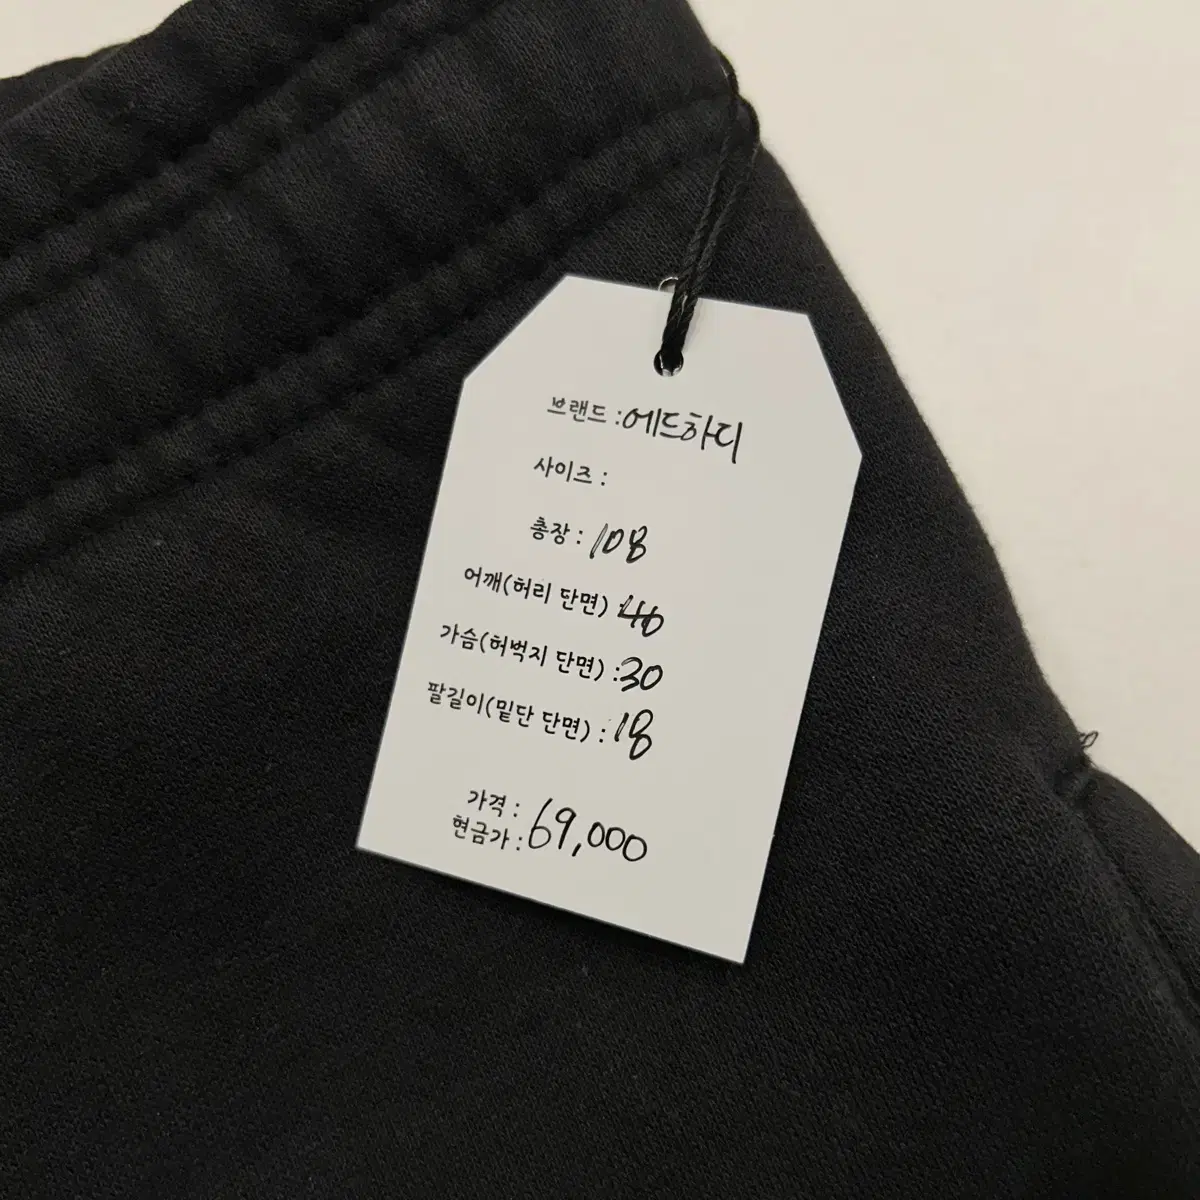 브랜드 : 에드하디
사이즈 :
총장 : 108
어깨(허리 단면) : 46
가슴(허벅지 단면) : 30
팔길이(밑단 단면) : 18
가격 :
현금가 : 69,000